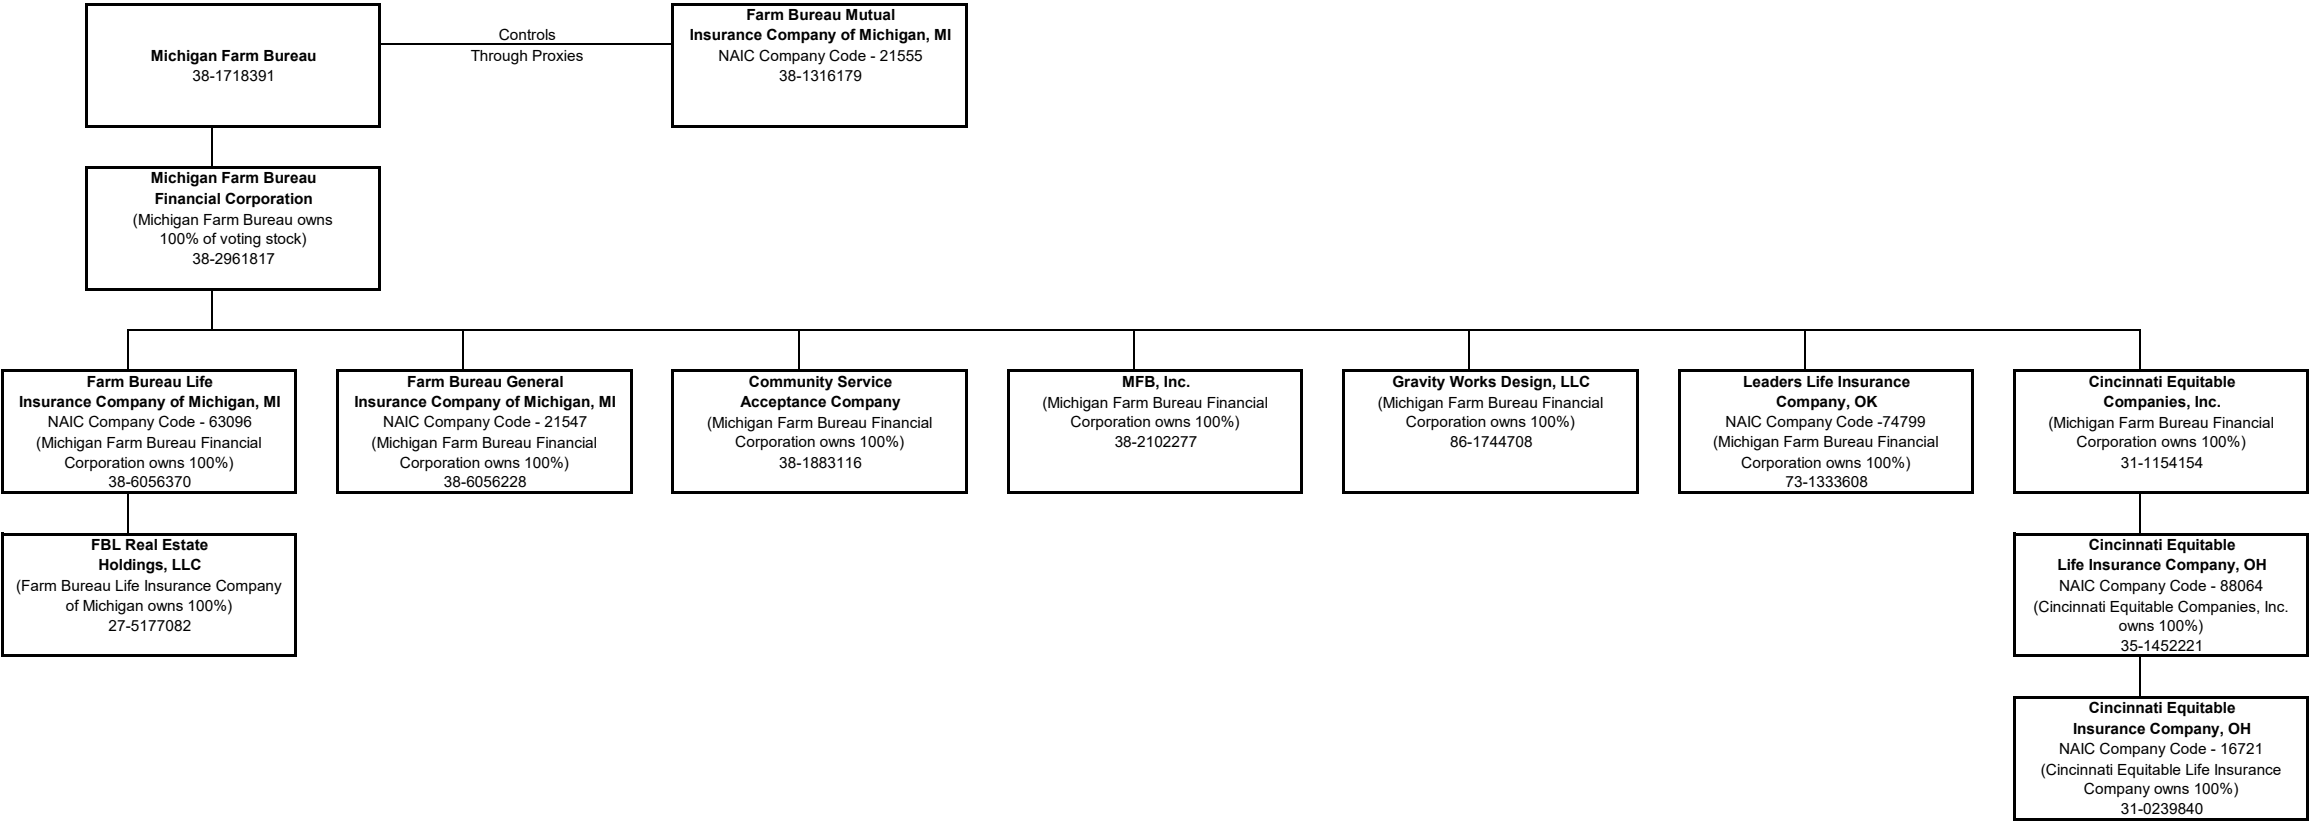 Michigan Farm Bureau
38-1718391
Controls
Through Proxies
Farm Bureau Mutual
Insurance Company of Michigan, MI
NAIC Company Code - 21555
38-1316179
Michigan Farm Bureau
Financial Corporation
(Michigan Farm Bureau owns
100% of voting stock)
38-2961817
Farm Bureau Life
Insurance Company of Michigan, MI
NAIC Company Code - 63096
(Michigan Farm Bureau Financial
Corporation owns 100%)
38-6056370
Farm Bureau General
Insurance Company of Michigan, MI
NAIC Company Code - 21547
(Michigan Farm Bureau Financial
Corporation owns 100%)
38-6056228
Community Service
Acceptance Company
(Michigan Farm Bureau Financial
Corporation owns 100%)
38-1883116
MFB, Inc.
(Michigan Farm Bureau Financial
Corporation owns 100%)
38-2102277
Gravity Works Design, LLC
(Michigan Farm Bureau Financial
Corporation owns 100%)
86-1744708
Leaders Life Insurance
Company, OK
NAIC Company Code -74799
(Michigan Farm Bureau Financial
Corporation owns 100%)
73-1333608
Cincinnati Equitable
Companies, Inc.
(Michigan Farm Bureau Financial
Corporation owns 100%)
31-1154154
FBL Real Estate
Holdings, LLC
(Farm Bureau Life Insurance Company
of Michigan owns 100%)
27-5177082
Cincinnati Equitable
Life Insurance Company, OH
NAIC Company Code - 88064
(Cincinnati Equitable Companies, Inc.
owns 100%)
35-1452221
Cincinnati Equitable
Insurance Company, OH
NAIC Company Code - 16721
(Cincinnati Equitable Life Insurance
Company owns 100%)
31-0239840